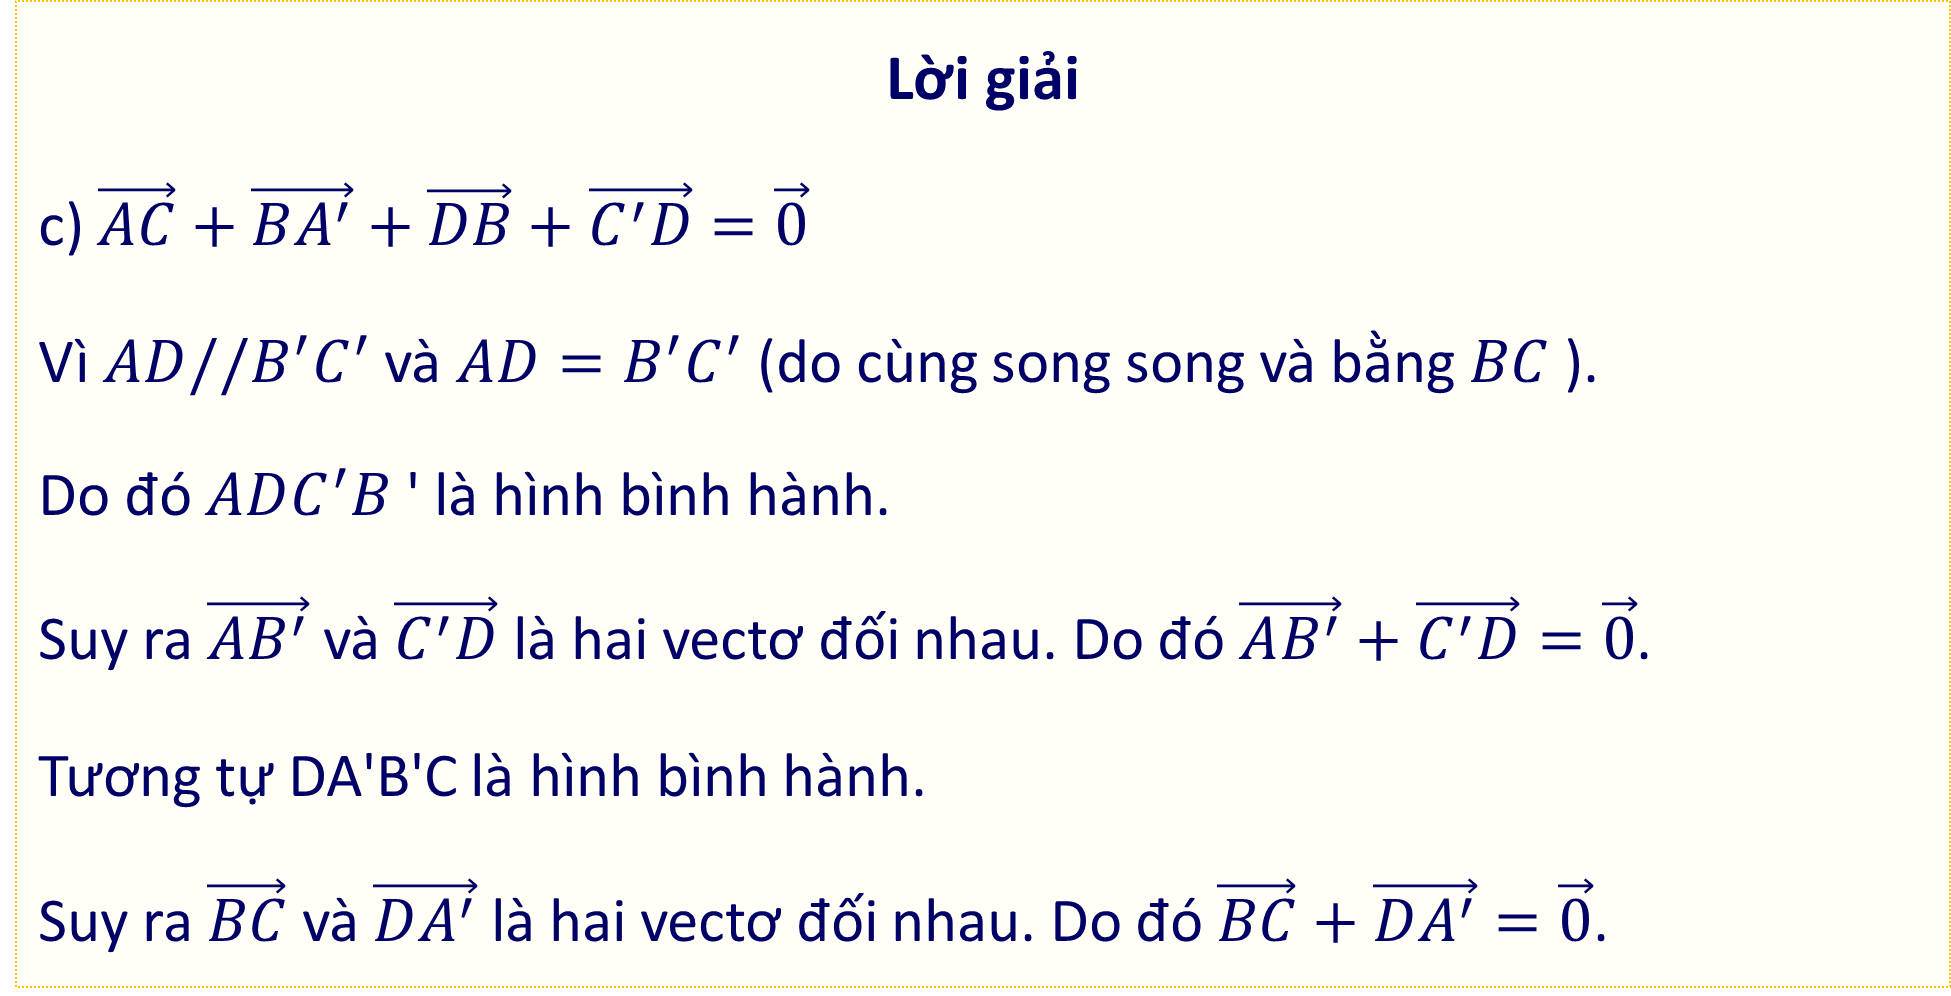 Lời giải
c) $\overrightarrow{AC} + \overrightarrow{BA'} + \overrightarrow{DB} + \overrightarrow{C'D} = \overrightarrow{0}$
Vì $AD//B'C'$ và $AD = B'C'$ (do cùng song song và bằng $BC$ ).
Do đó $ADC'B$ ' là hình bình hành.
Suy ra $\overrightarrow{AB'}$ và $\overrightarrow{C'D}$ là hai vectơ đối nhau. Do đó $\overrightarrow{AB'} + \overrightarrow{C'D} = \overrightarrow{0}$.
Tương tự DA'B'C là hình bình hành.
Suy ra $\overrightarrow{BC}$ và $\overrightarrow{DA'}$ là hai vectơ đối nhau. Do đó $\overrightarrow{BC} + \overrightarrow{DA'} = \overrightarrow{0}$.